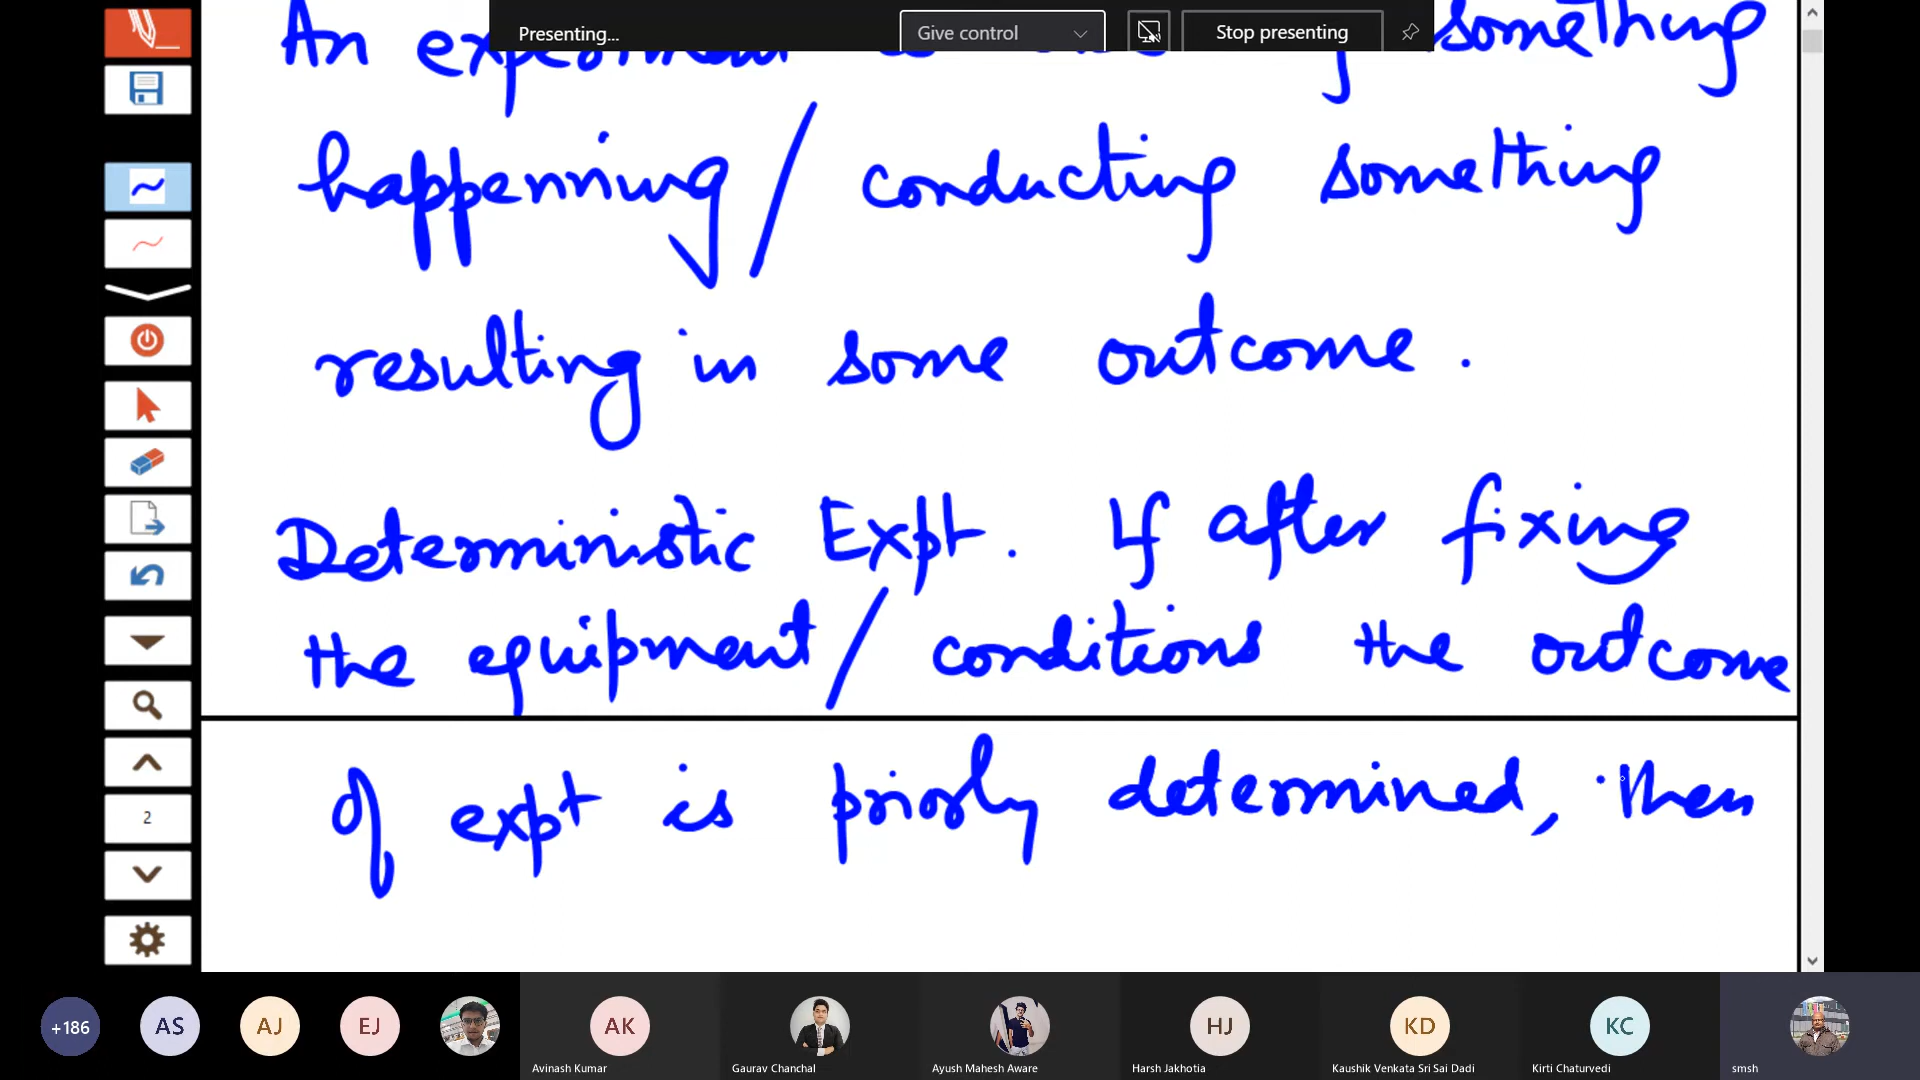 Presenting...
Give control
Stop presenting
An something
happenning/conducting something
resulting in some outcome.
Deterministic Expt. If after fixing
the equipment/conditions the outcome
of expt is priorly determined, then
2
+186
AS
AJ
EJ
AK
HJ
KD
KC
Avinash Kumar
Gaurav Chanchal
Ayush Mahesh Aware
Harsh Jakhotia
Kaushik Venkata Sri Sai Dadi
Kirti Chaturvedi
smsh